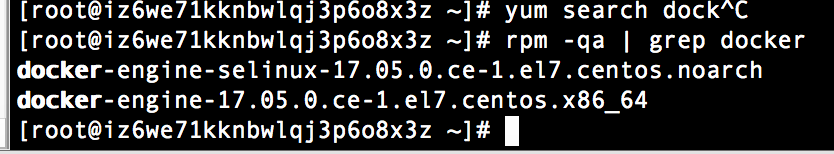 [root@iz6we71kknbwlqj3p6o8x3z ~]# yum search dock^C
[root@iz6we71kknbwlqj3p6o8x3z ~]# rpm -qa | grep docker
docker-engine-selinux-17.05.0.ce-1.el7.centos.noarch
docker-engine-17.05.0.ce-1.el7.centos.x86_64
[root@iz6we71kknbwlqj3p6o8x3z ~]#